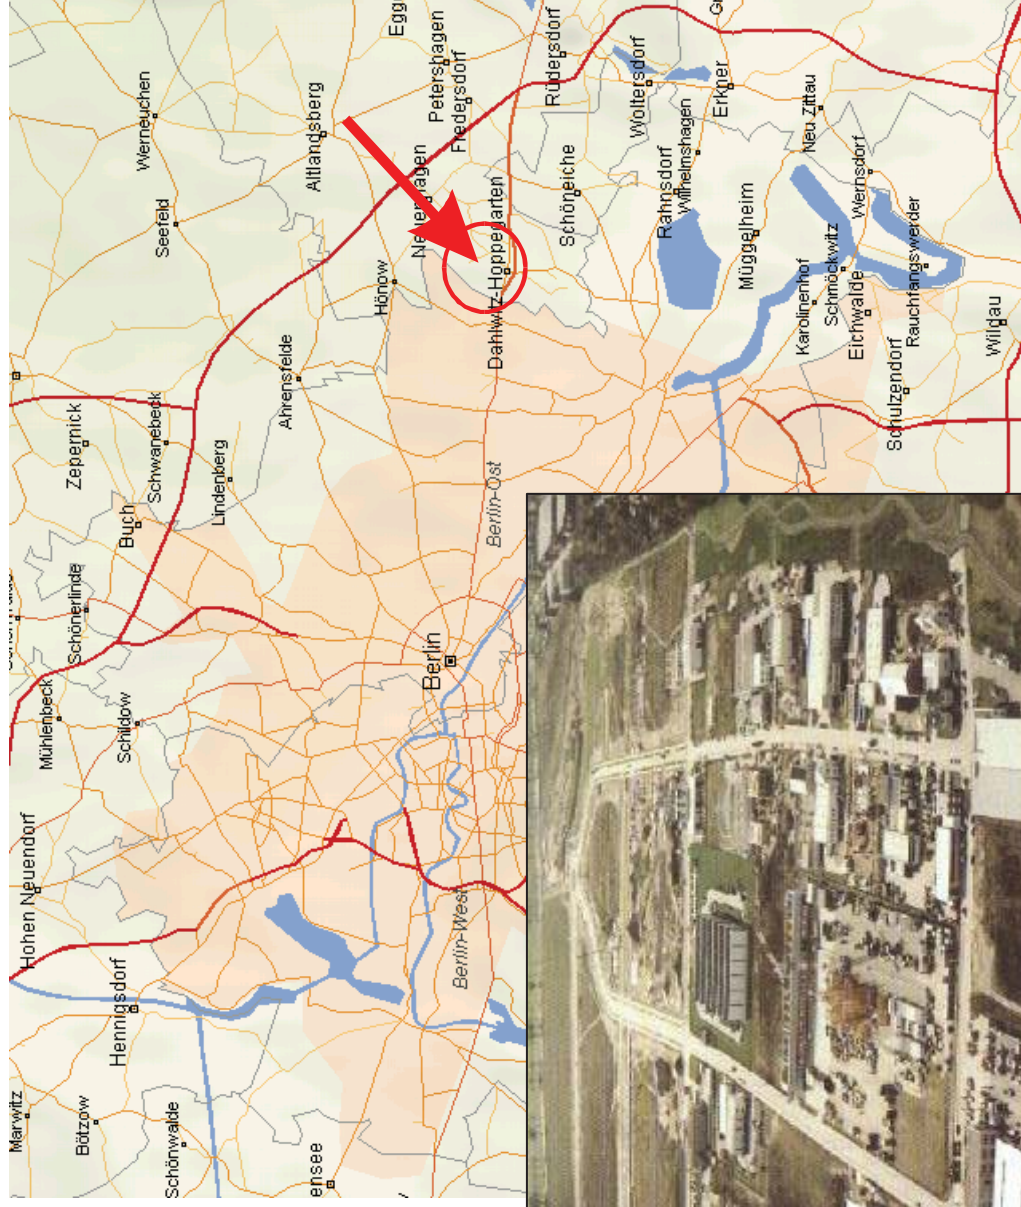 Marwitz
Hohen Neuendorf
Mühlenbeck
Bötzow
Schönerlinde
Zepernick
Hennigsdorf
Schildow
Buch
Werneuchen
Schwanebeck
Seefeld
Schönwalde
Lindenberg
Ahrensfelde
Altlandsberg
ensee
Hönow
Egg
Neuenhagen
Berlin
Petershagen
Fredersdorf
Berlin-West
Berlin-Ost
Dahlwitz-Hoppegarten
Rüdersdorf
Schöneiche
Woltersdorf
Rahnsdorf
Wilhelmshagen
Erkner
Müggelheim
Karolinenhof
Neu Zittau
Schmöckwitz
Eichwalde
Wernsdorf
Schulzendorf
Rauchfangswerder
Wildau